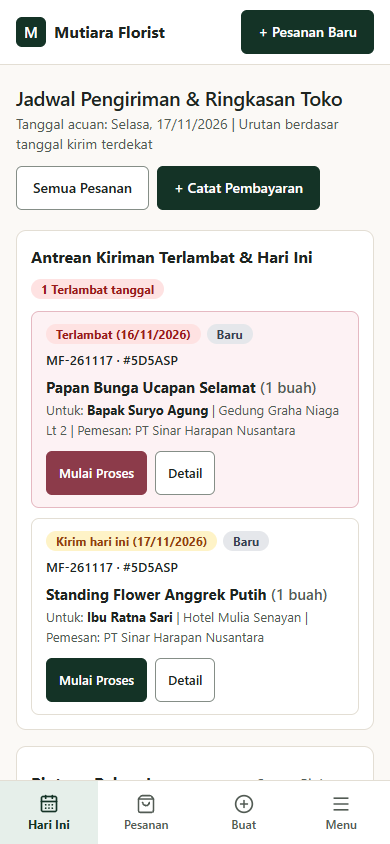 M Mutiara Florist
+ Pesanan Baru
Jadwal Pengiriman & Ringkasan Toko
Tanggal acuan: Selasa, 17/11/2026 | Urutan berdasar
tanggal kirim terdekat
Semua Pesanan
+ Catat Pembayaran
Antrean Kiriman Terlambat & Hari Ini
1 Terlambat tanggal
Terlambat (16/11/2026) Baru
MF-261117 · #5D5ASP
Papan Bunga Ucapan Selamat (1 buah)
Untuk: Bapak Suryo Agung | Gedung Graha Niaga
Lt 2 | Pemesan: PT Sinar Harapan Nusantara
Mulai Proses Detail
Kirim hari ini (17/11/2026) Baru
MF-261117 · #5D5ASP
Standing Flower Anggrek Putih (1 buah)
Untuk: Ibu Ratna Sari | Hotel Mulia Senayan |
Pemesan: PT Sinar Harapan Nusantara
Mulai Proses Detail
Hari Ini Pesanan Buat Menu